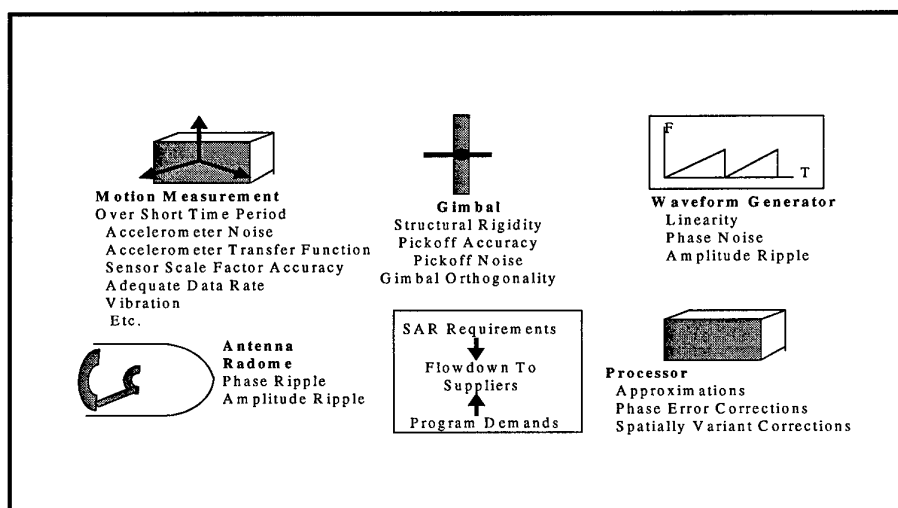 Motion Measurement
Over Short Time Period
Accelerometer Noise
Accelerometer Transfer Function
Sensor Scale Factor Accuracy
Adequate Data Rate
Vibration
Etc.
Gimbal
Structural Rigidity
Pickoff Accuracy
Pickoff Noise
Gimbal Orthogonality
F
T
Waveform Generator
Linearity
Phase Noise
Amplitude Ripple
Antenna
Radome
Phase Ripple
Amplitude Ripple
SAR Requirements
Flowdown To
Suppliers
Program Demands
Processor
Approximations
Phase Error Corrections
Spatially Variant Corrections